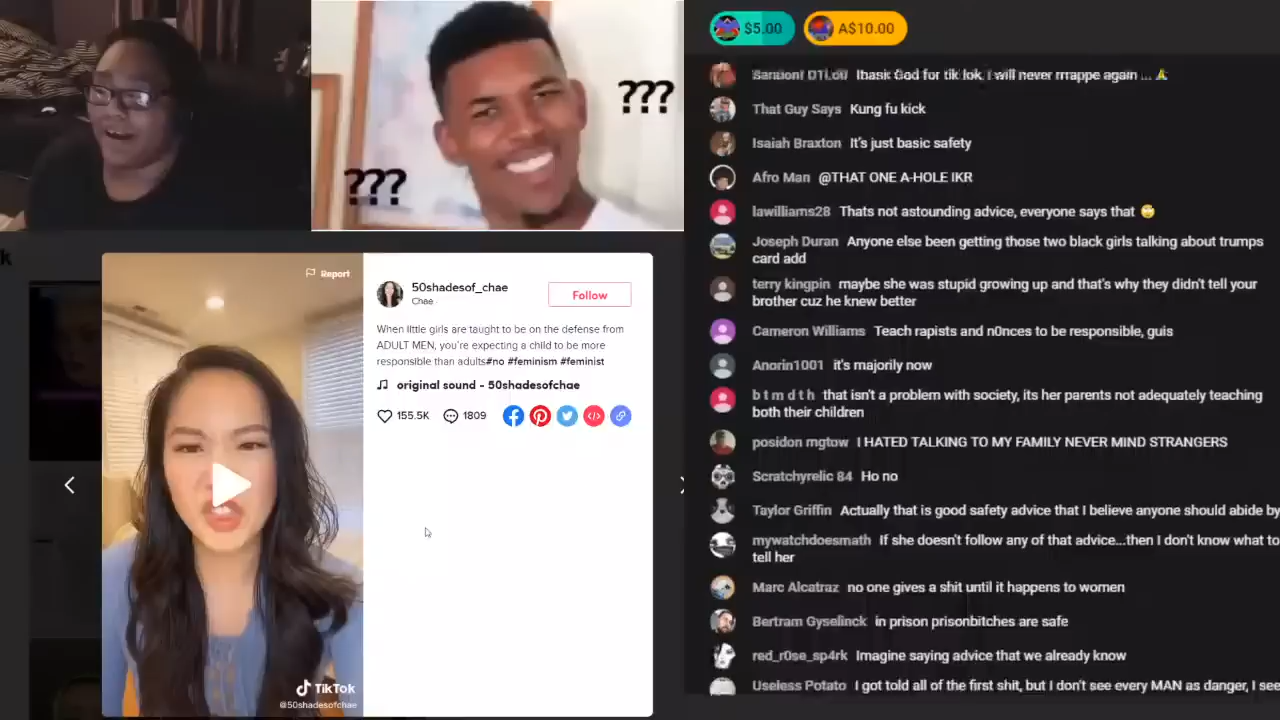 ???
???
k
Report
50shadesof_chae
Chae
Follow
When little girls are taught to be on the defense from
ADULT MEN, you're expecting a child to be more
responsible than adults#no #feminism #feminist
original sound - 50shadesofchae
155.5K 1809
TikTok
@50shadesofchae
$5.00 A$10.00
God for tik tok, I will never rrrappe again ...
That Guy Says Kung fu kick
Isaiah Braxton It's just basic safety
Afro Man @THAT ONE A-HOLE IKR
lawilliams28 Thats not astounding advice, everyone says that
Joseph Duran Anyone else been getting those two black girls talking about trumps
card add
terry kingpin maybe she was stupid growing up and that's why they didn't tell your
brother cuz he knew better
Cameron Williams Teach rapists and n0nces to be responsible, guis
Anorin1001 it's majorily now
b t m d t h that isn't a problem with society, its her parents not adequately teaching
both their children
posidon mgtow I HATED TALKING TO MY FAMILY NEVER MIND STRANGERS
Scratchyrelic 84 Ho no
Taylor Griffin Actually that is good safety advice that I believe anyone should abide by
mywatchdoesmath If she doesn't follow any of that advice...then I don't know what to
tell her
Marc Alcatraz no one gives a shit until it happens to women
Bertram Gyselinck in prison prisonbitches are safe
red_r0se_sp4rk Imagine saying advice that we already know
Useless Potato I got told all of the first shit, but I don't see every MAN as danger, I see